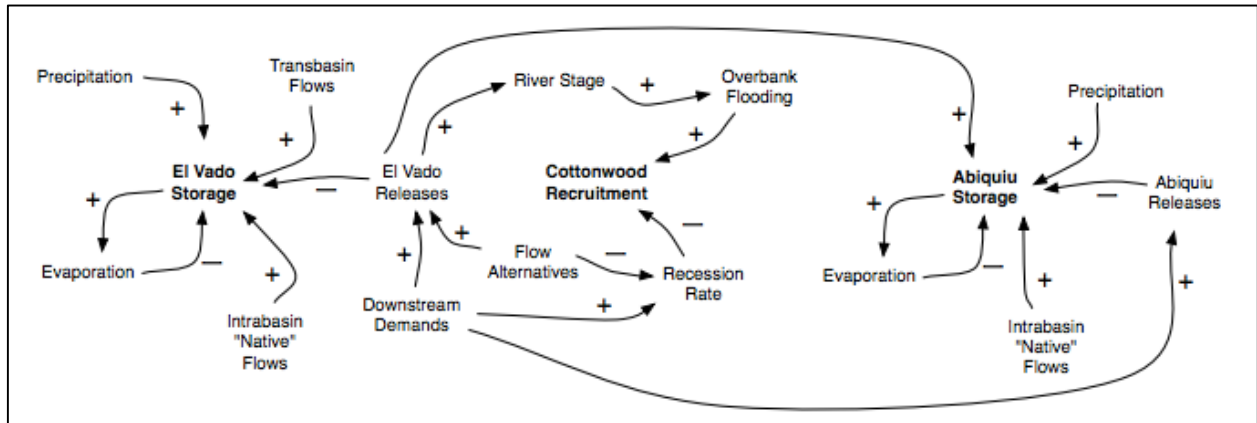 Precipitation
Transbasin
Flows
River Stage
+
Overbank
Flooding
Precipitation
+
+
+
+
+
+
El Vado
Storage
−
El Vado
Releases
Cottonwood
Recruitment
Abiquiu
Storage
−
Abiquiu
Releases
+
+
−
+
Evaporation
−
+
+
Flow
Alternatives
−
Recession
Rate
Evaporation
−
+
+
Downstream
Demands
+
Intrabasin
"Native"
Flows
Intrabasin
"Native"
Flows